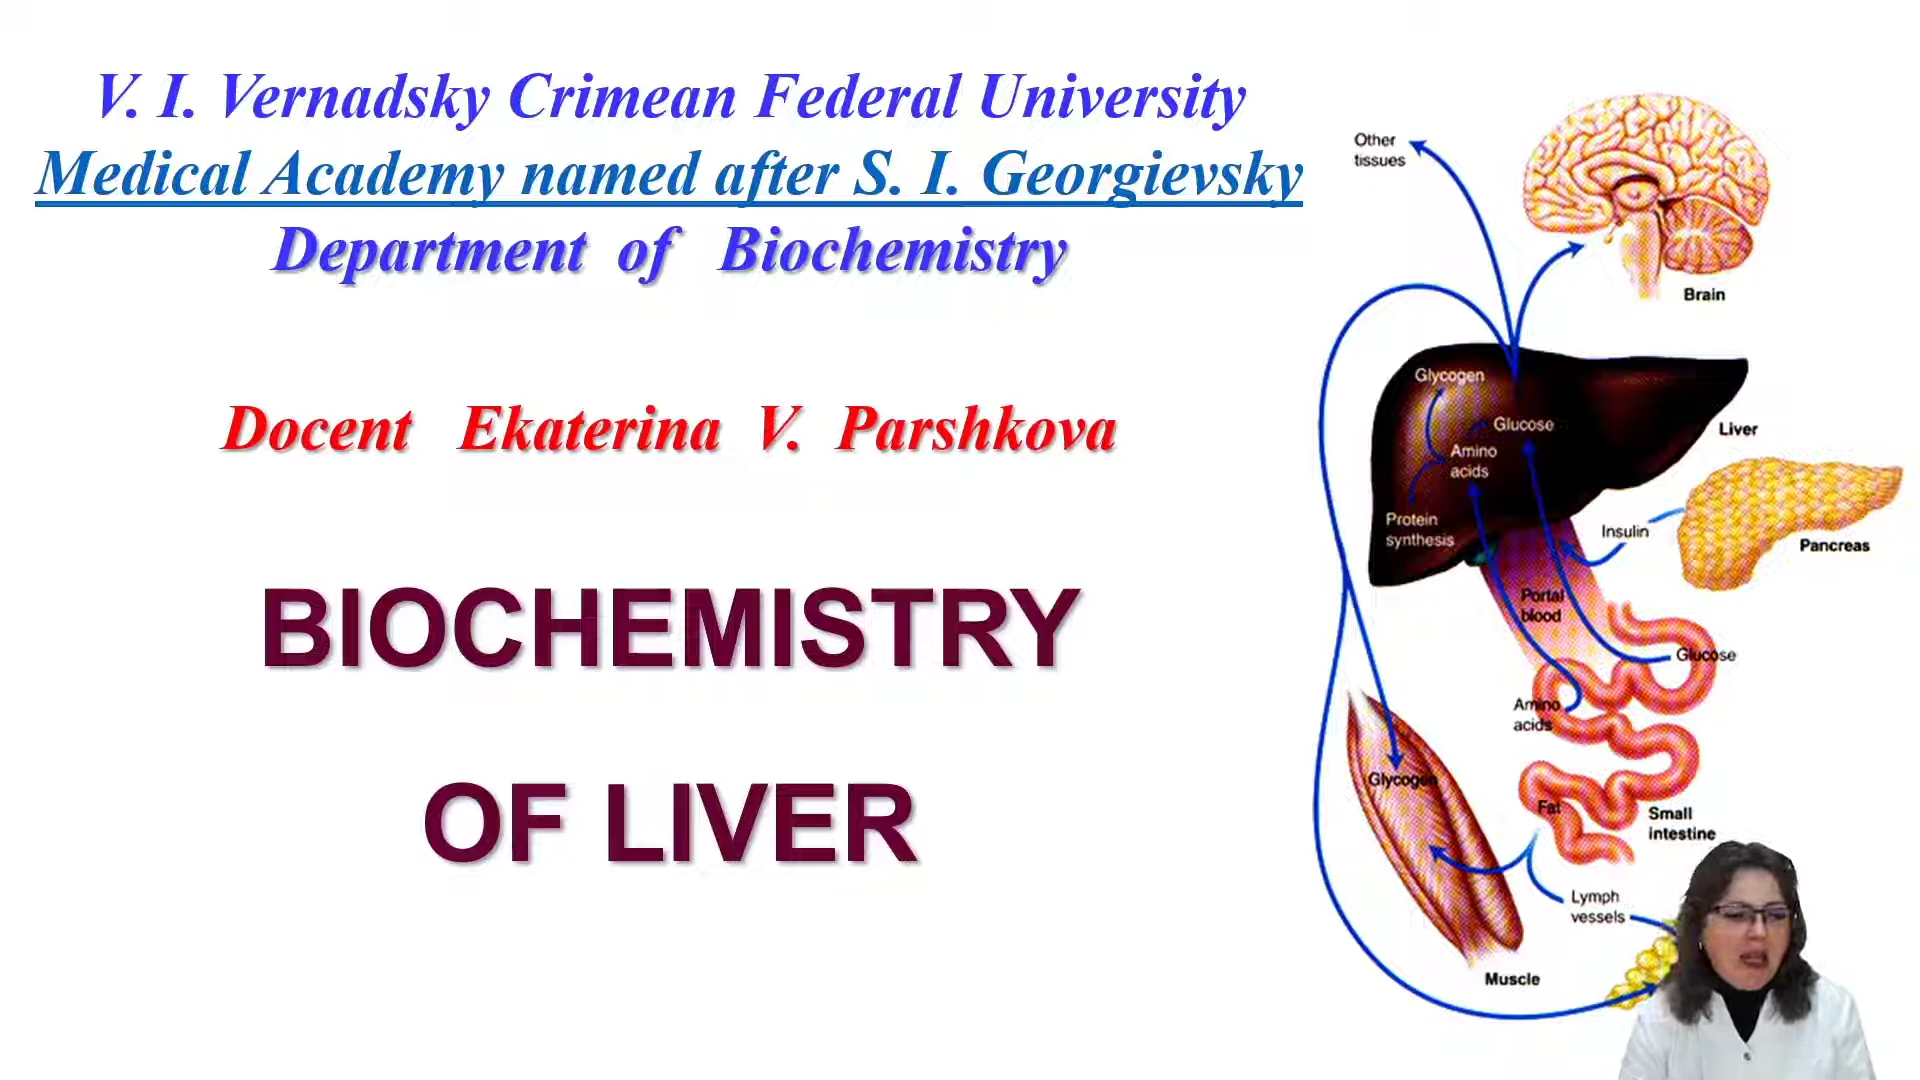 V. I. Vernadsky Crimean Federal University
Medical Academy named after S. I. Georgievsky
Department of Biochemistry
Docent Ekaterina V. Parshkova
BIOCHEMISTRY
OF LIVER
Other
tissues
Brain
Glycogen
Glucose
Liver
Amino
acids
Protein
synthesis
Insulin
Pancreas
Portal
blood
Glucose
Amino
acids
Glycogen
Fat
Small
intestine
Lymph
vessels
Muscle